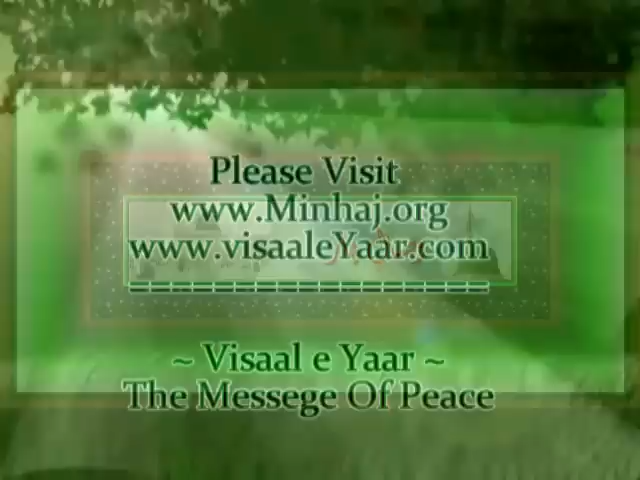 Please Visit
www.Minhaj.org
www.visaaleYaar.com
==================
~ Visaal e Yaar ~
The Messege Of Peace